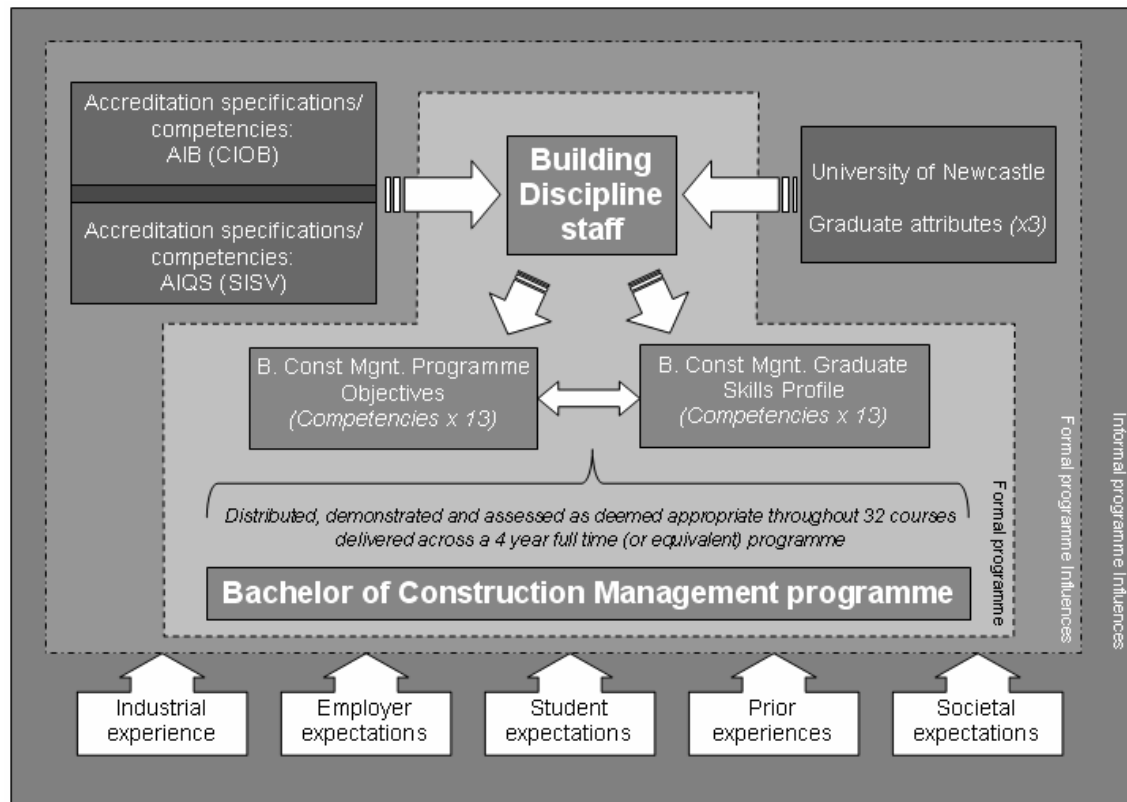 Accreditation specifications/
competencies:
AIB (CIOB)
Accreditation specifications/
competencies:
AIQS (SISV)
Building
Discipline
staff
University of Newcastle
Graduate attributes (x3)
B. Const Mgnt. Programme
Objectives
(Competencies x 13)
B. Const Mgnt. Graduate
Skills Profile
(Competencies x 13)
Distributed, demonstrated and assessed as deemed appropriate throughout 32 courses
delivered across a 4 year full time (or equivalent) programme
Bachelor of Construction Management programme
Formal programme
Formal programme Influences
Informal programme Influences
Industrial
experience
Employer
expectations
Student
expectations
Prior
experiences
Societal
expectations